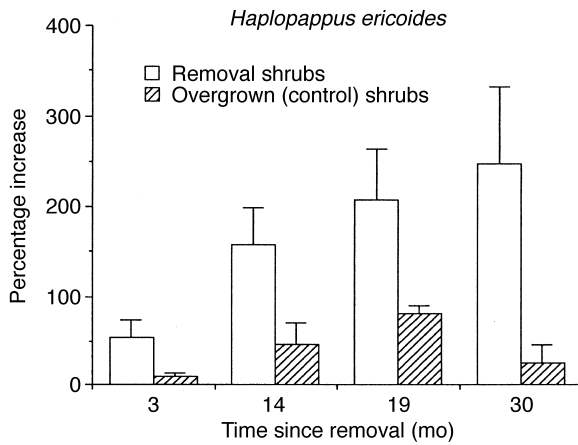 Haplopappus ericoides
Removal shrubs
Overgrown (control) shrubs
Percentage increase
400
300
200
100
0
3 14 19 30
Time since removal (mo)